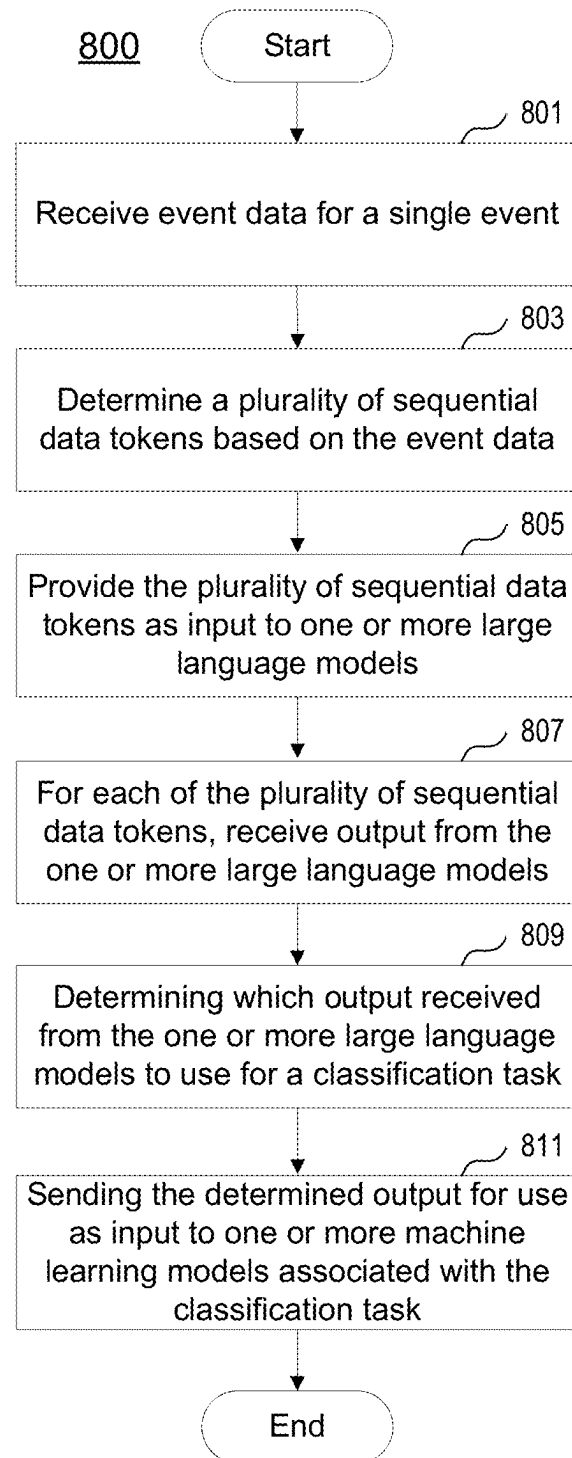 800
Start
801
Receive event data for a single event
803
Determine a plurality of sequential
data tokens based on the event data
805
Provide the plurality of sequential data
tokens as input to one or more large
language models
807
For each of the plurality of sequential
data tokens, receive output from the
one or more large language models
809
Determining which output received
from the one or more large language
models to use for a classification task
811
Sending the determined output for use
as input to one or more machine
learning models associated with the
classification task
End